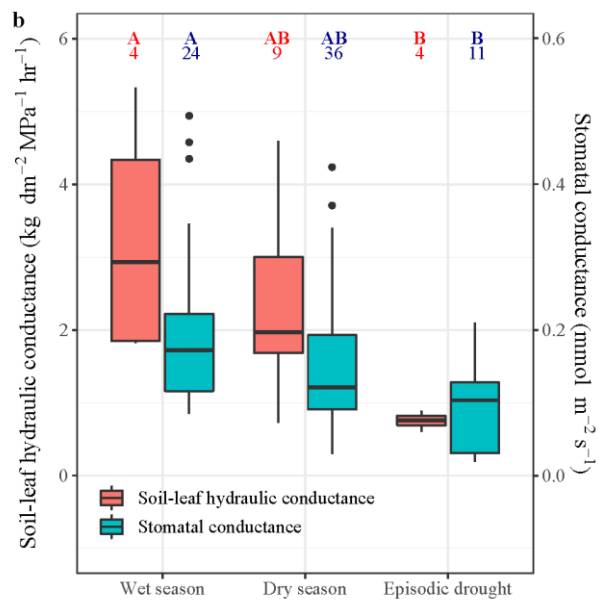 b
A A AB AB B B
4 24 9 36 4 11
Soil-leaf hydraulic conductance (kg dm⁻² MPa⁻¹ hr⁻¹)
6
4
2
0
0.6
0.4
0.2
0.0
Stomatal conductance (mmol m⁻² s⁻¹)
Soil-leaf hydraulic conductance
Stomatal conductance
Wet season Dry season Episodic drought